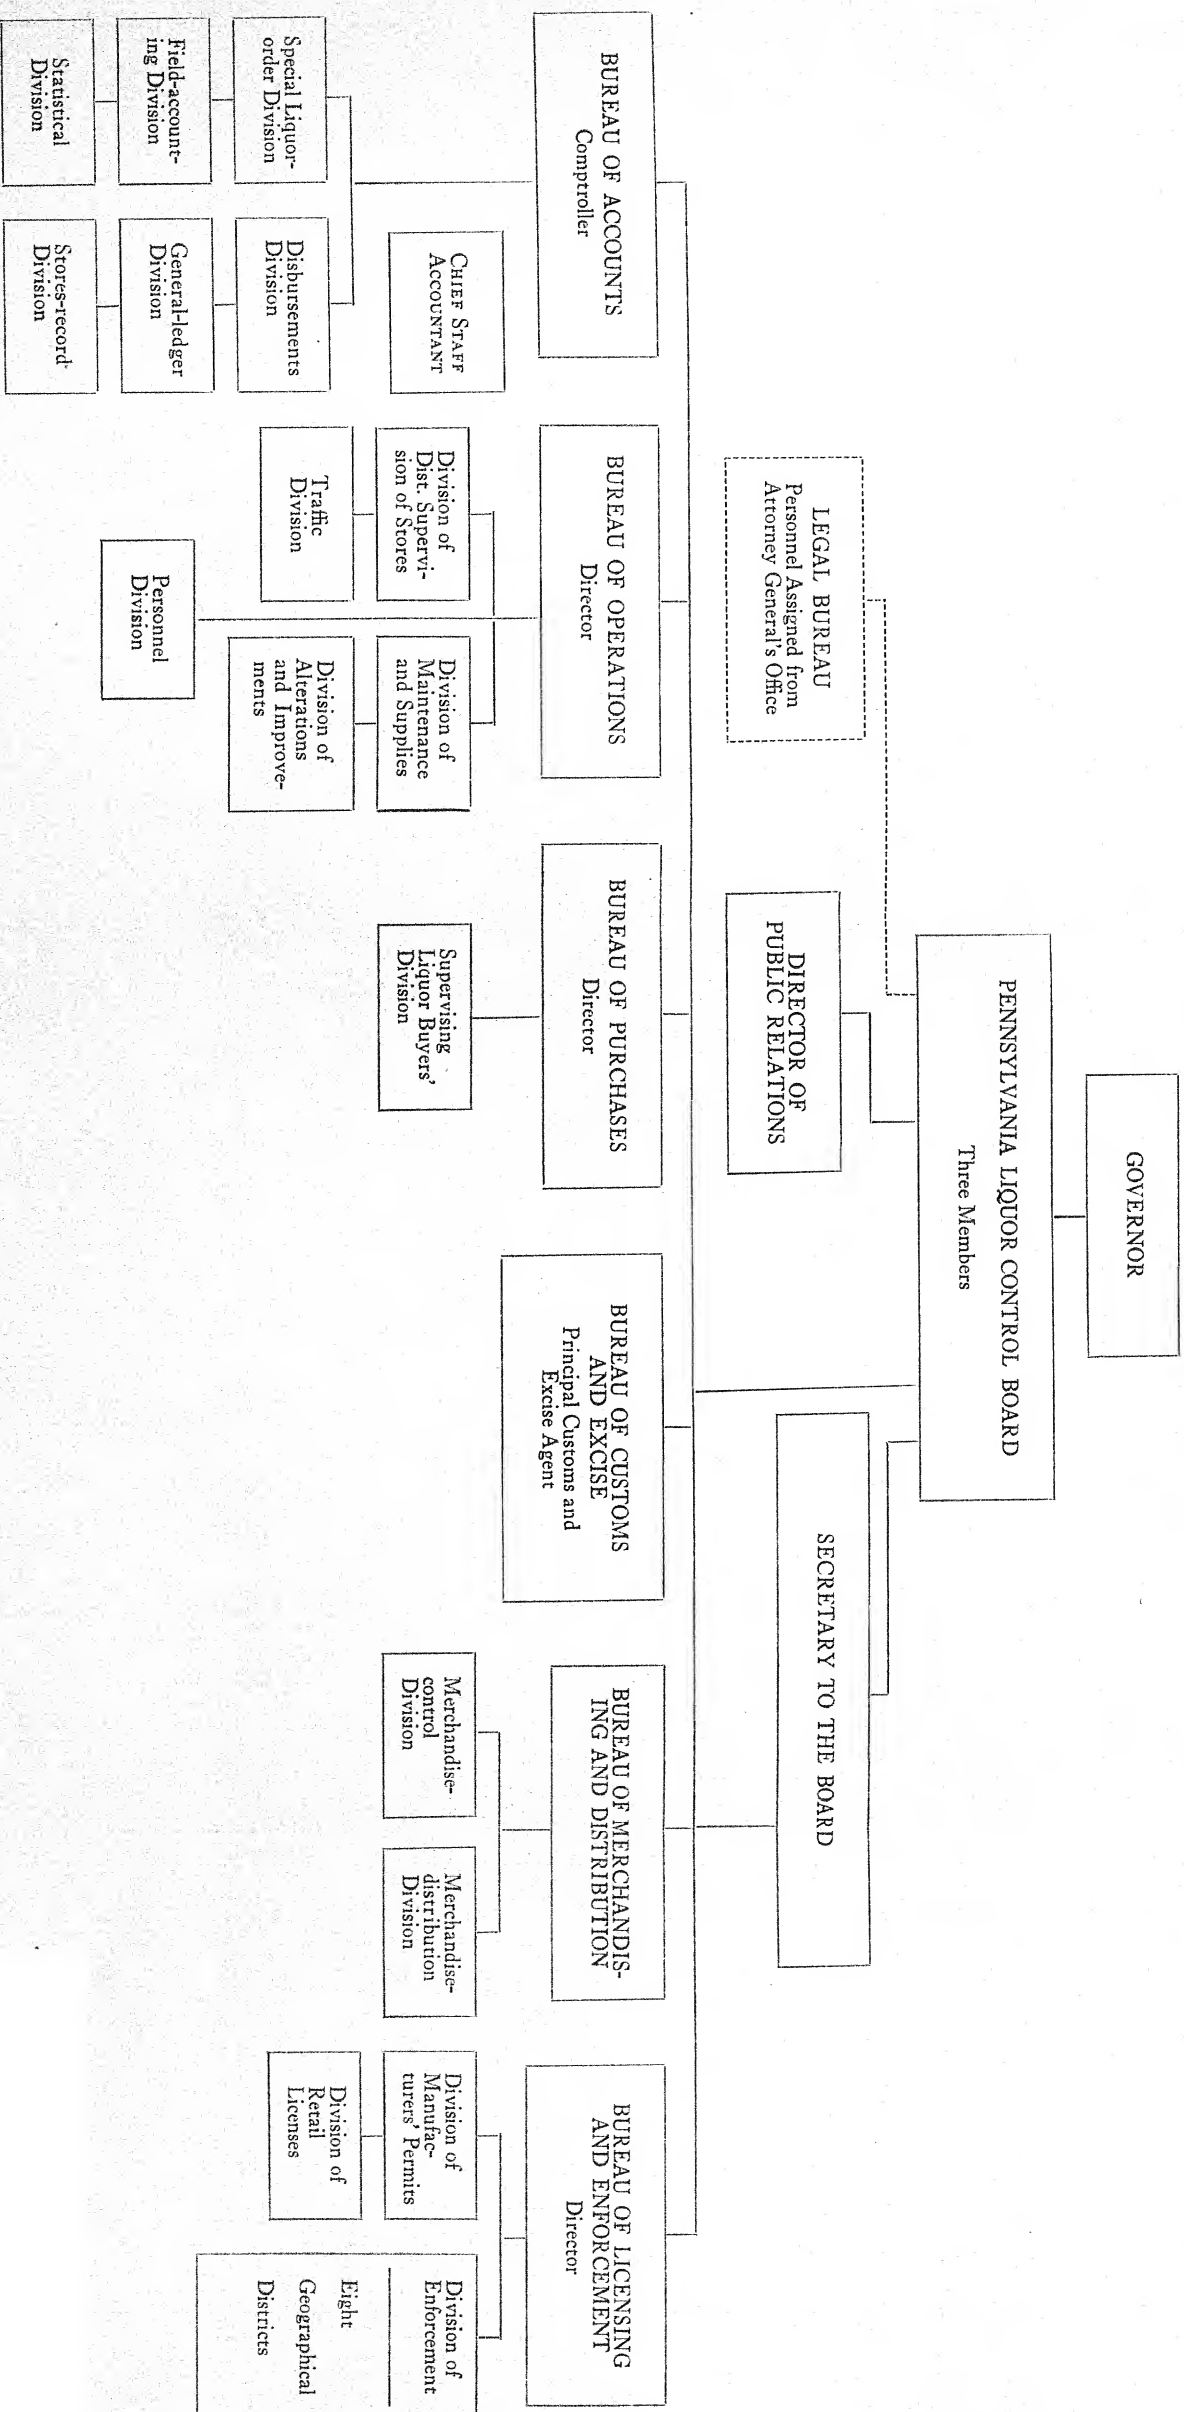 GOVERNOR
PENNSYLVANIA LIQUOR CONTROL BOARD
Three Members
SECRETARY TO THE BOARD
DIRECTOR OF
PUBLIC RELATIONS
LEGAL BUREAU
Personnel Assigned from
Attorney General's Office
BUREAU OF ACCOUNTS
Comptroller
CHIEF STAFF
ACCOUNTANT
Special Liquor-
order Division
Disbursements
Division
Field-account-
ing Division
General-ledger
Division
Statistical
Division
Stores-record
Division
BUREAU OF OPERATIONS
Director
Division of
Dist. Supervi-
sion of Stores
Division of
Maintenance
and Supplies
Traffic
Division
Division of
Alterations
and Improve-
ments
Personnel
Division
BUREAU OF PURCHASES
Director
Supervising
Liquor Buyers'
Division
BUREAU OF CUSTOMS
AND EXCISE
Principal Customs and
Excise Agent
BUREAU OF MERCHANDIS-
ING AND DISTRIBUTION
Merchandise-
control
Division
Merchandise-
distribution
Division
BUREAU OF LICENSING
AND ENFORCEMENT
Director
Division of
Manufac-
turers' Permits
Division of
Retail
Licenses
Division of
Enforcement
Eight
Geographical
Districts